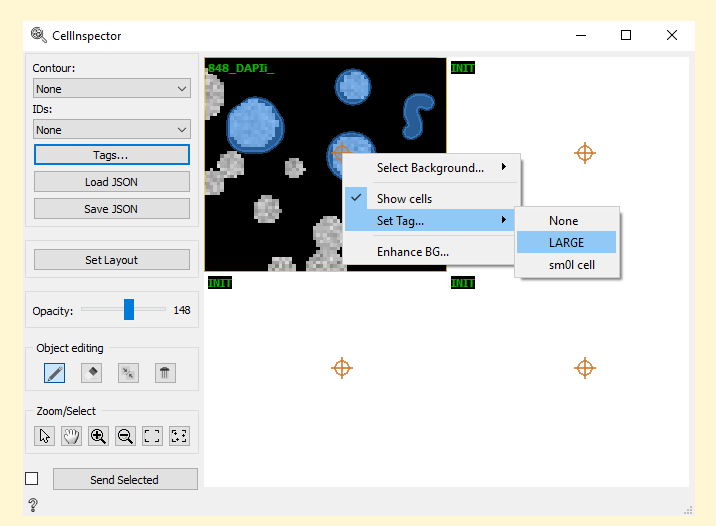 CellInspector
Contour:
None
IDs:
None
Tags...
Load JSON
Save JSON
Set Layout
Opacity:
148
Object editing
Zoom/Select
Send Selected
?
848_DAPIi_
INIT
INIT
INIT
Select Background...
Show cells
Set Tag...
Enhance BG...
None
LARGE
sm0l cell